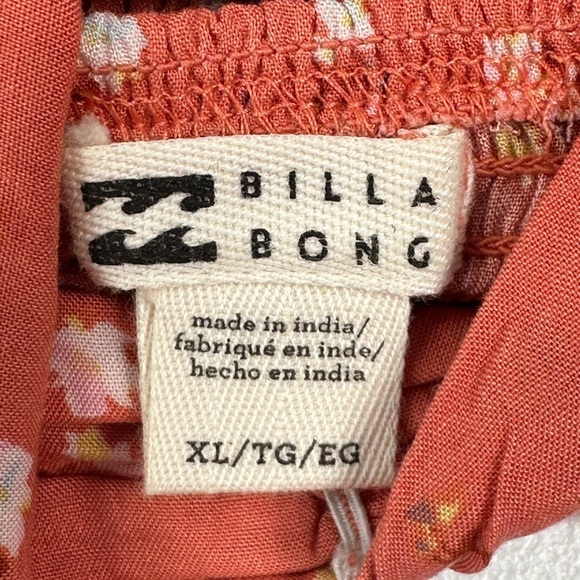 BILLA
BONG
made in india/
fabriqué en inde/
hecho en india
XL/TG/EG